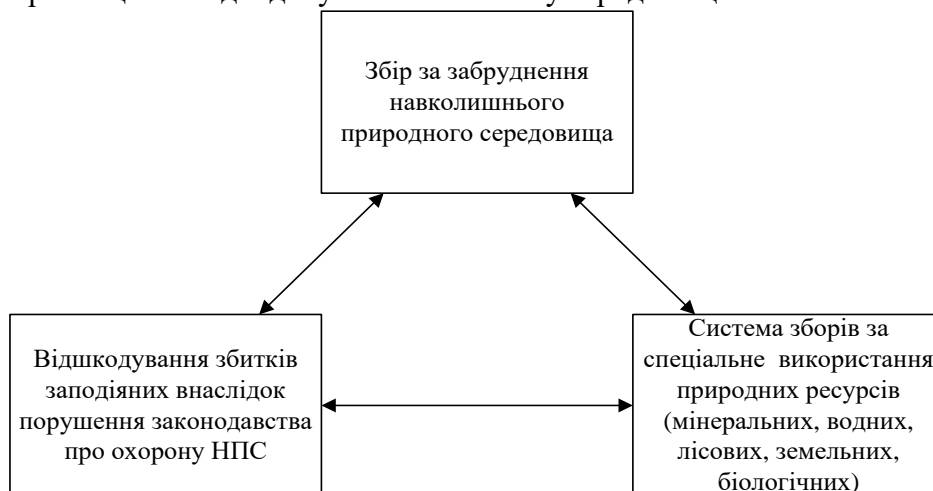 Збір за забруднення
навколишнього
природного середовища
Відшкодування збитків
заподіяних внаслідок
порушення законодавства
про охорону НПС
Система зборів за
спеціальне використання
природних ресурсів
(мінеральних, водних,
лісових, земельних,
біологічних)